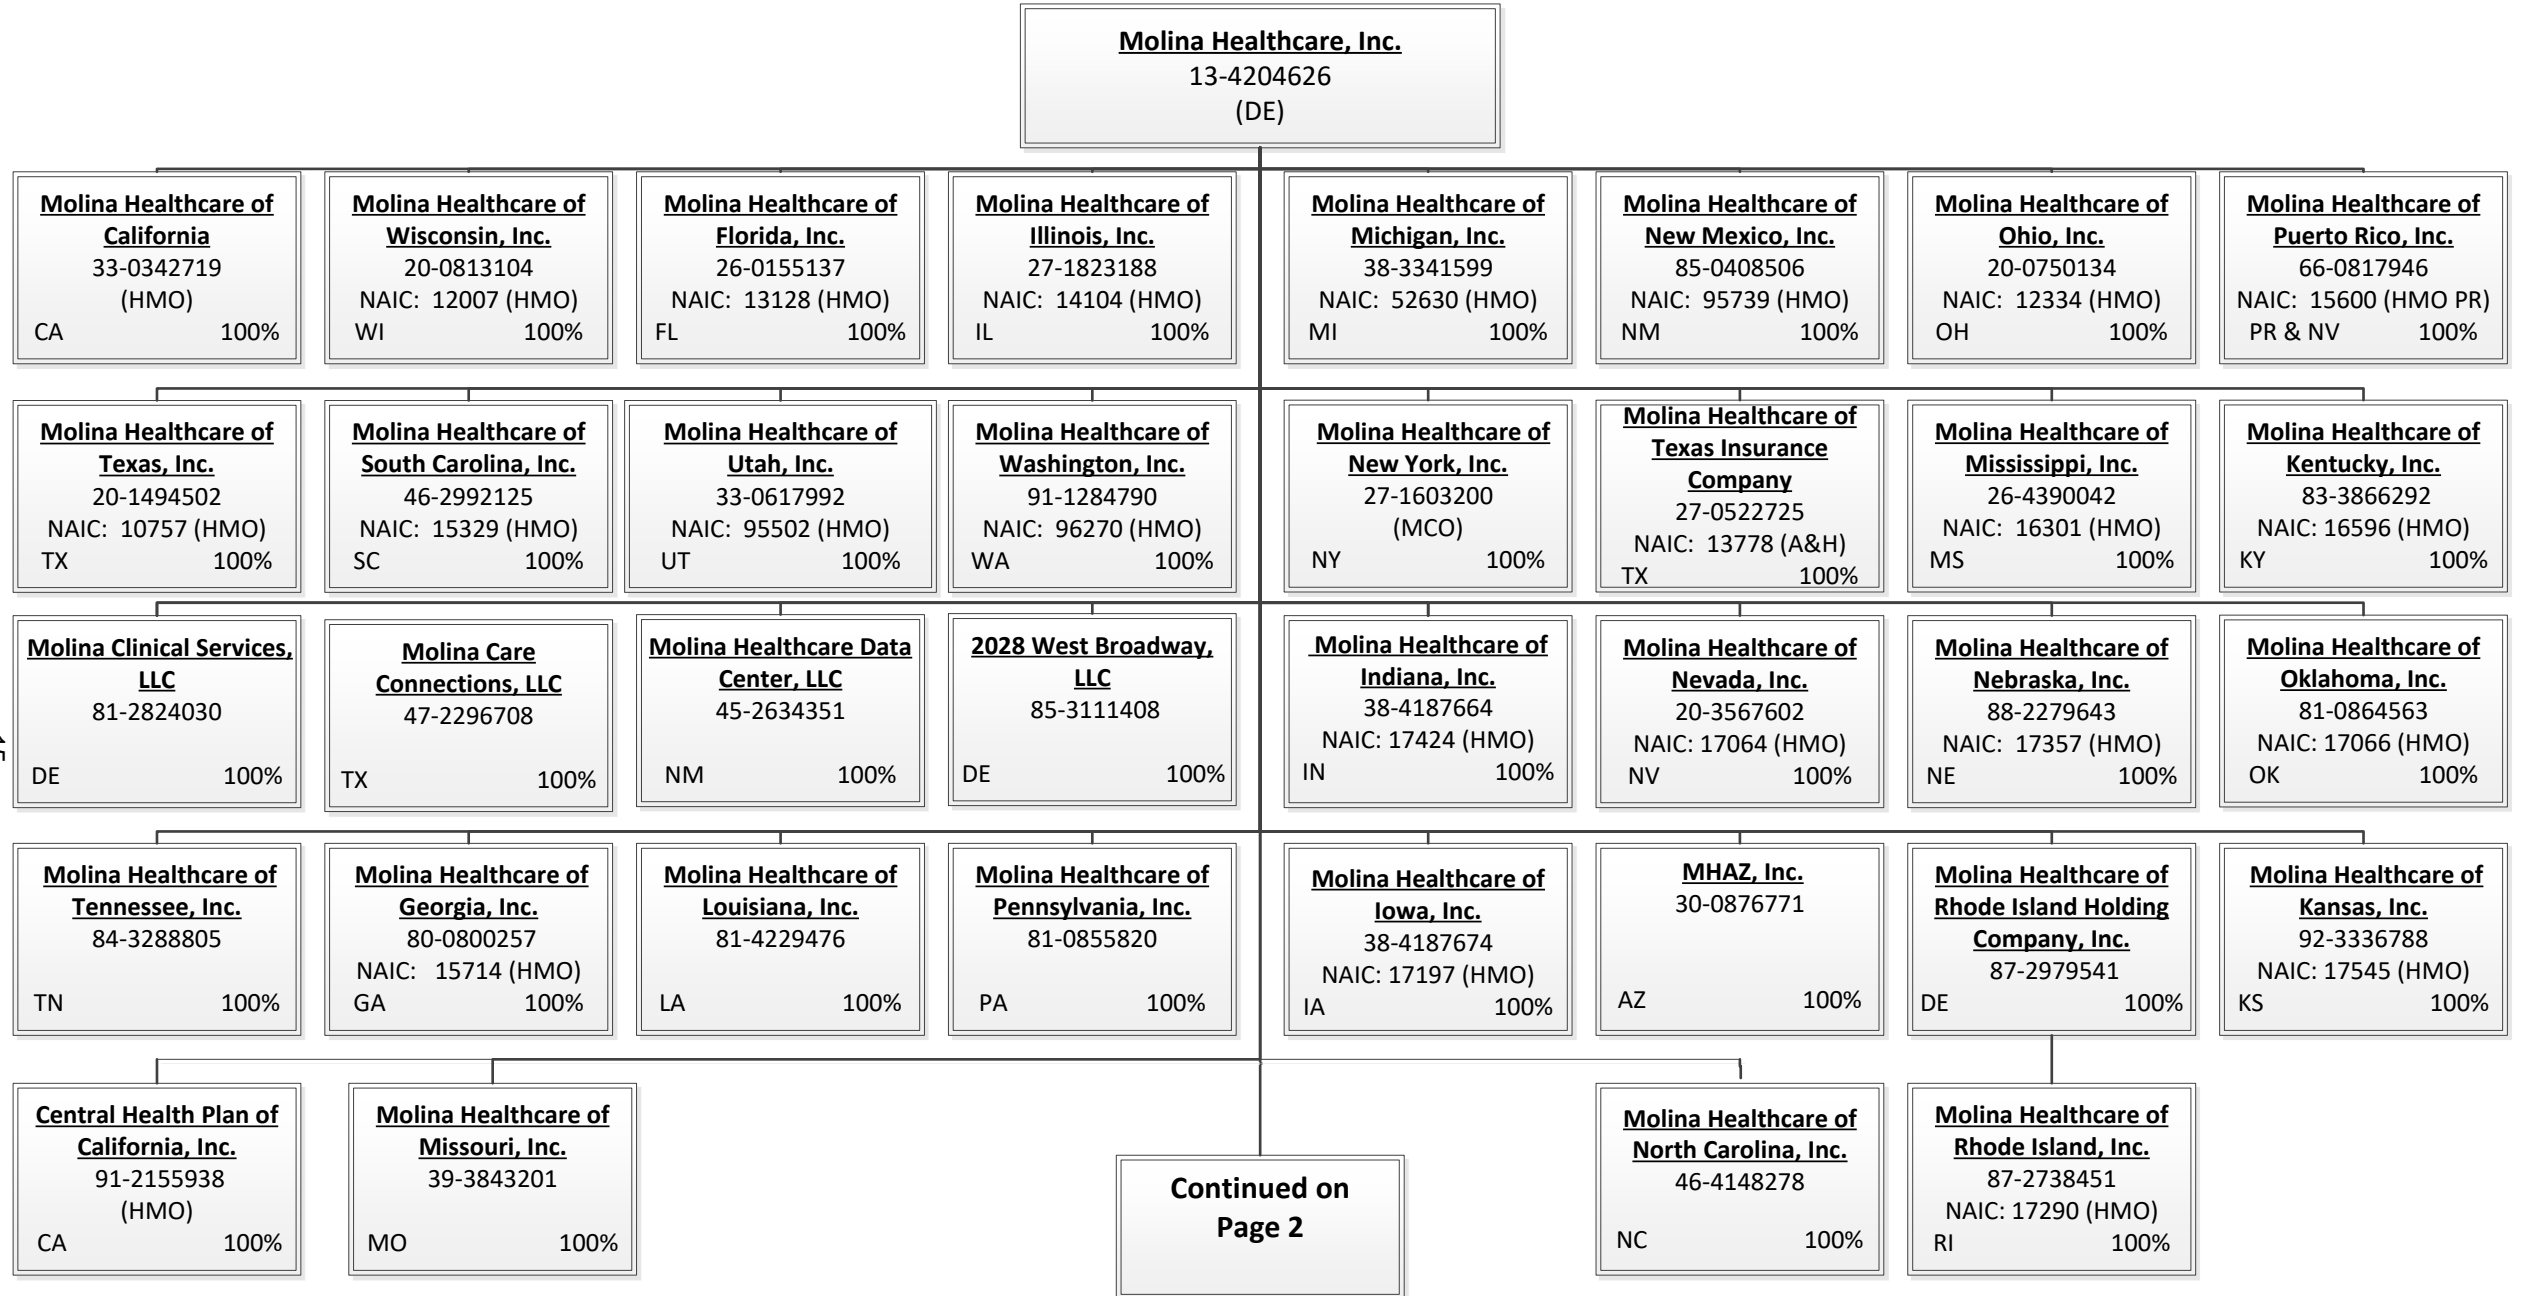 Molina Healthcare, Inc.
13-4204626
(DE)
Molina Healthcare of
California
33-0342719
(HMO)
CA 100%
Molina Healthcare of
Wisconsin, Inc.
20-0813104
NAIC: 12007 (HMO)
WI 100%
Molina Healthcare of
Florida, Inc.
26-0155137
NAIC: 13128 (HMO)
FL 100%
Molina Healthcare of
Illinois, Inc.
27-1823188
NAIC: 14104 (HMO)
IL 100%
Molina Healthcare of
Michigan, Inc.
38-3341599
NAIC: 52630 (HMO)
MI 100%
Molina Healthcare of
New Mexico, Inc.
85-0408506
NAIC: 95739 (HMO)
NM 100%
Molina Healthcare of
Ohio, Inc.
20-0750134
NAIC: 12334 (HMO)
OH 100%
Molina Healthcare of
Puerto Rico, Inc.
66-0817946
NAIC: 15600 (HMO PR)
PR & NV 100%
Molina Healthcare of
Texas, Inc.
20-1494502
NAIC: 10757 (HMO)
TX 100%
Molina Healthcare of
South Carolina, Inc.
46-2992125
NAIC: 15329 (HMO)
SC 100%
Molina Healthcare of
Utah, Inc.
33-0617992
NAIC: 95502 (HMO)
UT 100%
Molina Healthcare of
Washington, Inc.
91-1284790
NAIC: 96270 (HMO)
WA 100%
Molina Healthcare of
New York, Inc.
27-1603200
(MCO)
NY 100%
Molina Healthcare of
Texas Insurance
Company
27-0522725
NAIC: 13778 (A&H)
TX 100%
Molina Healthcare of
Mississippi, Inc.
26-4390042
NAIC: 16301 (HMO)
MS 100%
Molina Healthcare of
Kentucky, Inc.
83-3866292
NAIC: 16596 (HMO)
KY 100%
Molina Clinical Services,
LLC
81-2824030
DE 100%
Molina Care
Connections, LLC
47-2296708
TX 100%
Molina Healthcare Data
Center, LLC
45-2634351
NM 100%
2028 West Broadway,
LLC
85-3111408
DE 100%
Molina Healthcare of
Indiana, Inc.
38-4187664
NAIC: 17424 (HMO)
IN 100%
Molina Healthcare of
Nevada, Inc.
20-3567602
NAIC: 17064 (HMO)
NV 100%
Molina Healthcare of
Nebraska, Inc.
88-2279643
NAIC: 17357 (HMO)
NE 100%
Molina Healthcare of
Oklahoma, Inc.
81-0864563
NAIC: 17066 (HMO)
OK 100%
Molina Healthcare of
Tennessee, Inc.
84-3288805
TN 100%
Molina Healthcare of
Georgia, Inc.
80-0800257
NAIC: 15714 (HMO)
GA 100%
Molina Healthcare of
Louisiana, Inc.
81-4229476
LA 100%
Molina Healthcare of
Pennsylvania, Inc.
81-0855820
PA 100%
Molina Healthcare of
Iowa, Inc.
38-4187674
NAIC: 17197 (HMO)
IA 100%
MHAZ, Inc.
30-0876771
AZ 100%
Molina Healthcare of
Rhode Island Holding
Company, Inc.
87-2979541
DE 100%
Molina Healthcare of
Kansas, Inc.
92-3336788
NAIC: 17545 (HMO)
KS 100%
Central Health Plan of
California, Inc.
91-2155938
(HMO)
CA 100%
Molina Healthcare of
Missouri, Inc.
39-3843201
MO 100%
Continued on
Page 2
Molina Healthcare of
North Carolina, Inc.
46-4148278
NC 100%
Molina Healthcare of
Rhode Island, Inc.
87-2738451
NAIC: 17290 (HMO)
RI 100%